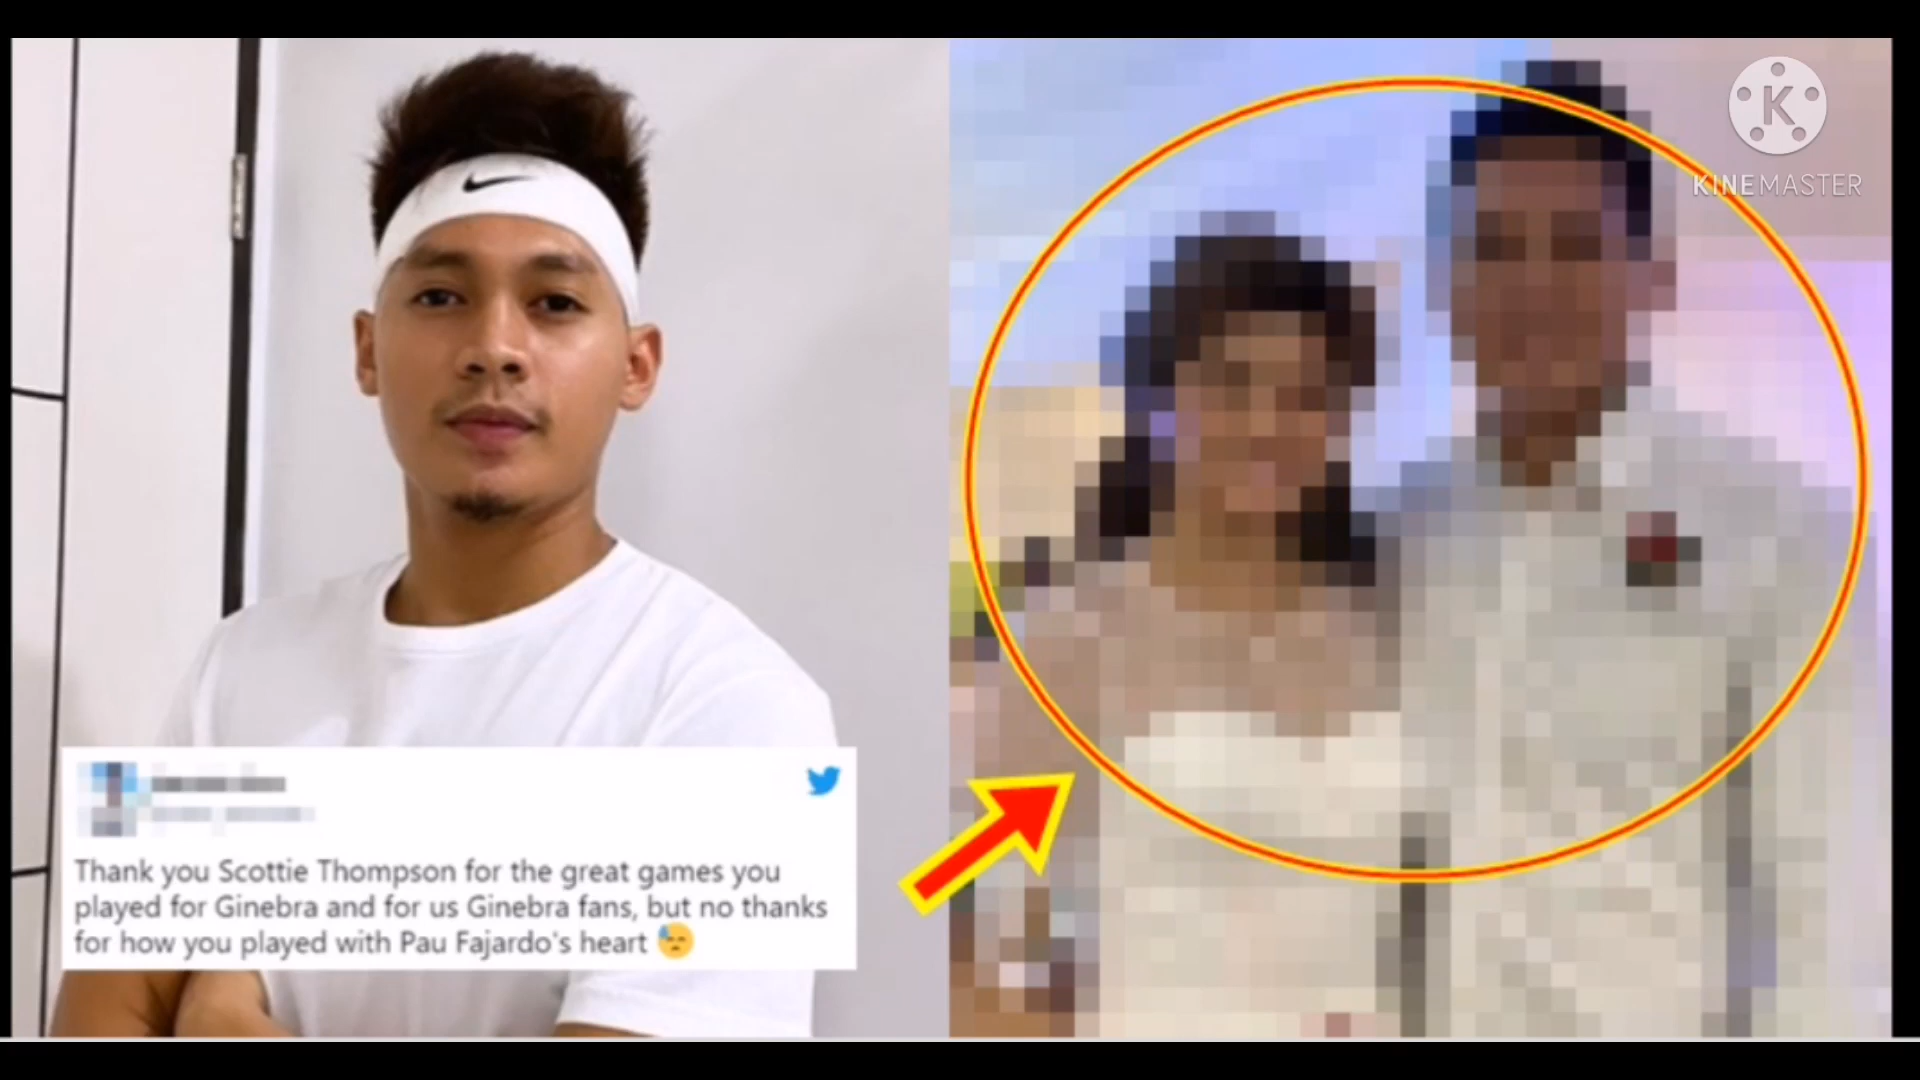 KINEMASTER
Thank you Scottie Thompson for the great games you
played for Ginebra and for us Ginebra fans, but no thanks
for how you played with Pau Fajardo's heart 😓